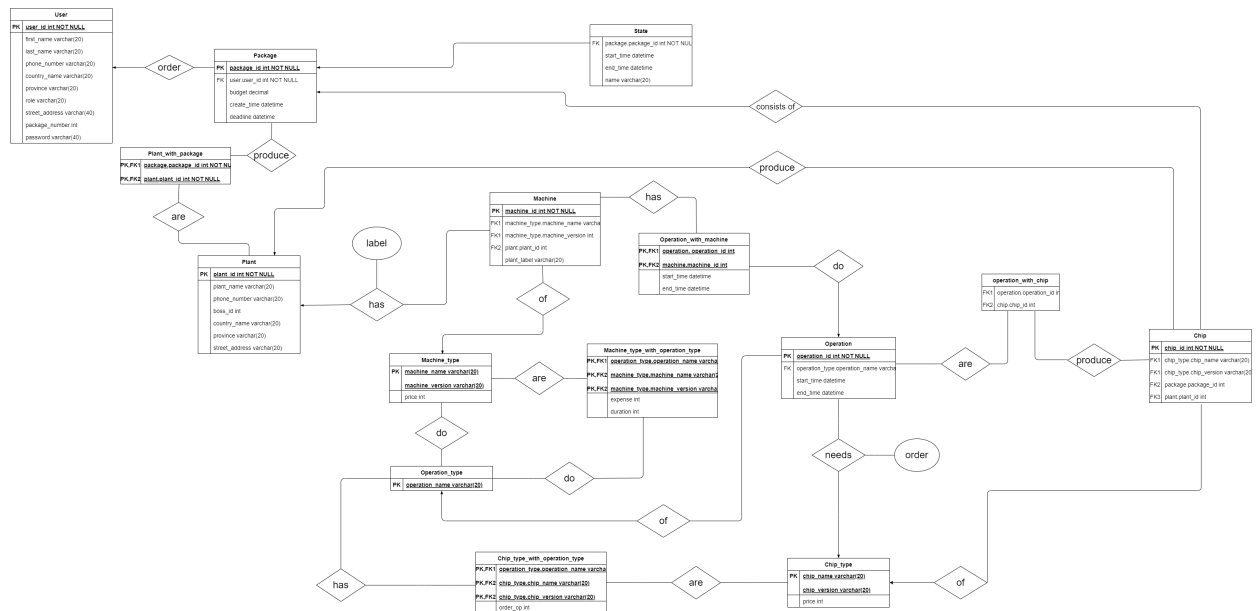 User
PK user_id int NOT NULL
first_name varchar(20)
last_name varchar(20)
phone_number varchar(20)
country_name varchar(20)
province varchar(20)
role varchar(20)
street_address varchar(40)
package_number int
password varchar(40)
order
Package
PK package_id int NOT NULL
FK user.user_id int NOT NULL
budget decimal
create_time datetime
deadline datetime
State
FK package.package_id int NOT NUL
start_time datetime
end_time datetime
name varchar(20)
consists of
produce
Plant_with_package
PK,FK1 package.package_id int NOT NU
PK,FK2 plant.plant_id int NOT NULL
are
produce
Machine
PK machine_id int NOT NULL
FK1 machine_type.machine_name varcha
FK1 machine_type.machine_version int
FK2 plant.plant_id int
plant_label varchar(20)
has
Operation_with_machine
PK,FK1 operation._operation_id int
PK,FK2 machine.machine_id int
start_time datetime
end_time datetime
label
has
Plant
PK plant_id int NOT NULL
plant_name varchar(20)
phone_number varchar(20)
boss_id int
country_name varchar(20)
province varchar(20)
street_address varchar(20)
of
do
operation_with_chip
FK1 operation.operation_id in
FK2 chip.chip_id int
Machine_type
PK machine_name varchar(20)
machine_version varchar(20)
price int
are
Machine_type_with_operation_type
PK,FK1 operation_type.operation_name varcha
PK,FK2 machine_type.machine_name varchar(2
PK,FK2 machine_type.machine_version varcha
expense int
duration int
Operation
PK operation_id int NOT NULL
FK operation_type.operation_name varcha
start_time datetime
end_time datetime
are
produce
Chip
PK chip_id int NOT NULL
FK1 chip_type.chip_name varchar(20)
FK1 chip_type.chip_version varchar(20
FK2 package.package_id int
FK3 plant.plant_id int
do
needs
order
Operation_type
PK operation_name varchar(20)
do
of
has
Chip_type_with_operation_type
PK,FK1 operation_type.operation_name varcha
PK,FK2 chip_type.chip_name varchar(20)
PK,FK2 chip_type.chip_version varchar(20)
order_op int
are
Chip_type
PK chip_name varchar(20)
chip_version varchar(20)
price int
of